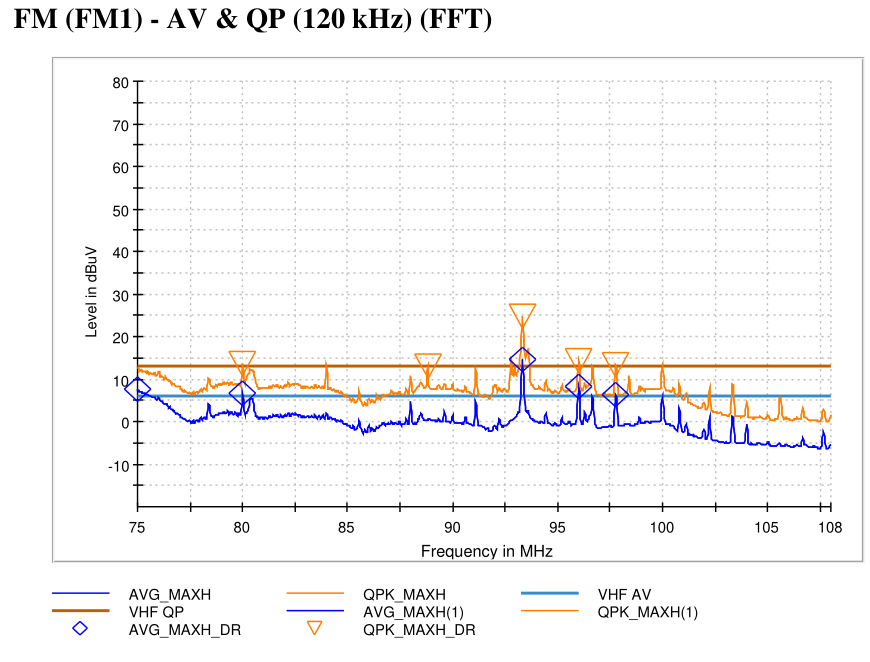 FM (FM1) - AV & QP (120 kHz) (FFT)
80
70
60
50
40
30
20
10
0
-10
Level in dBuV
75 80 85 90 95 100 105 108
Frequency in MHz
AVG_MAXH QPK_MAXH VHF AV
VHF QP AVG_MAXH(1) QPK_MAXH(1)
AVG_MAXH_DR QPK_MAXH_DR